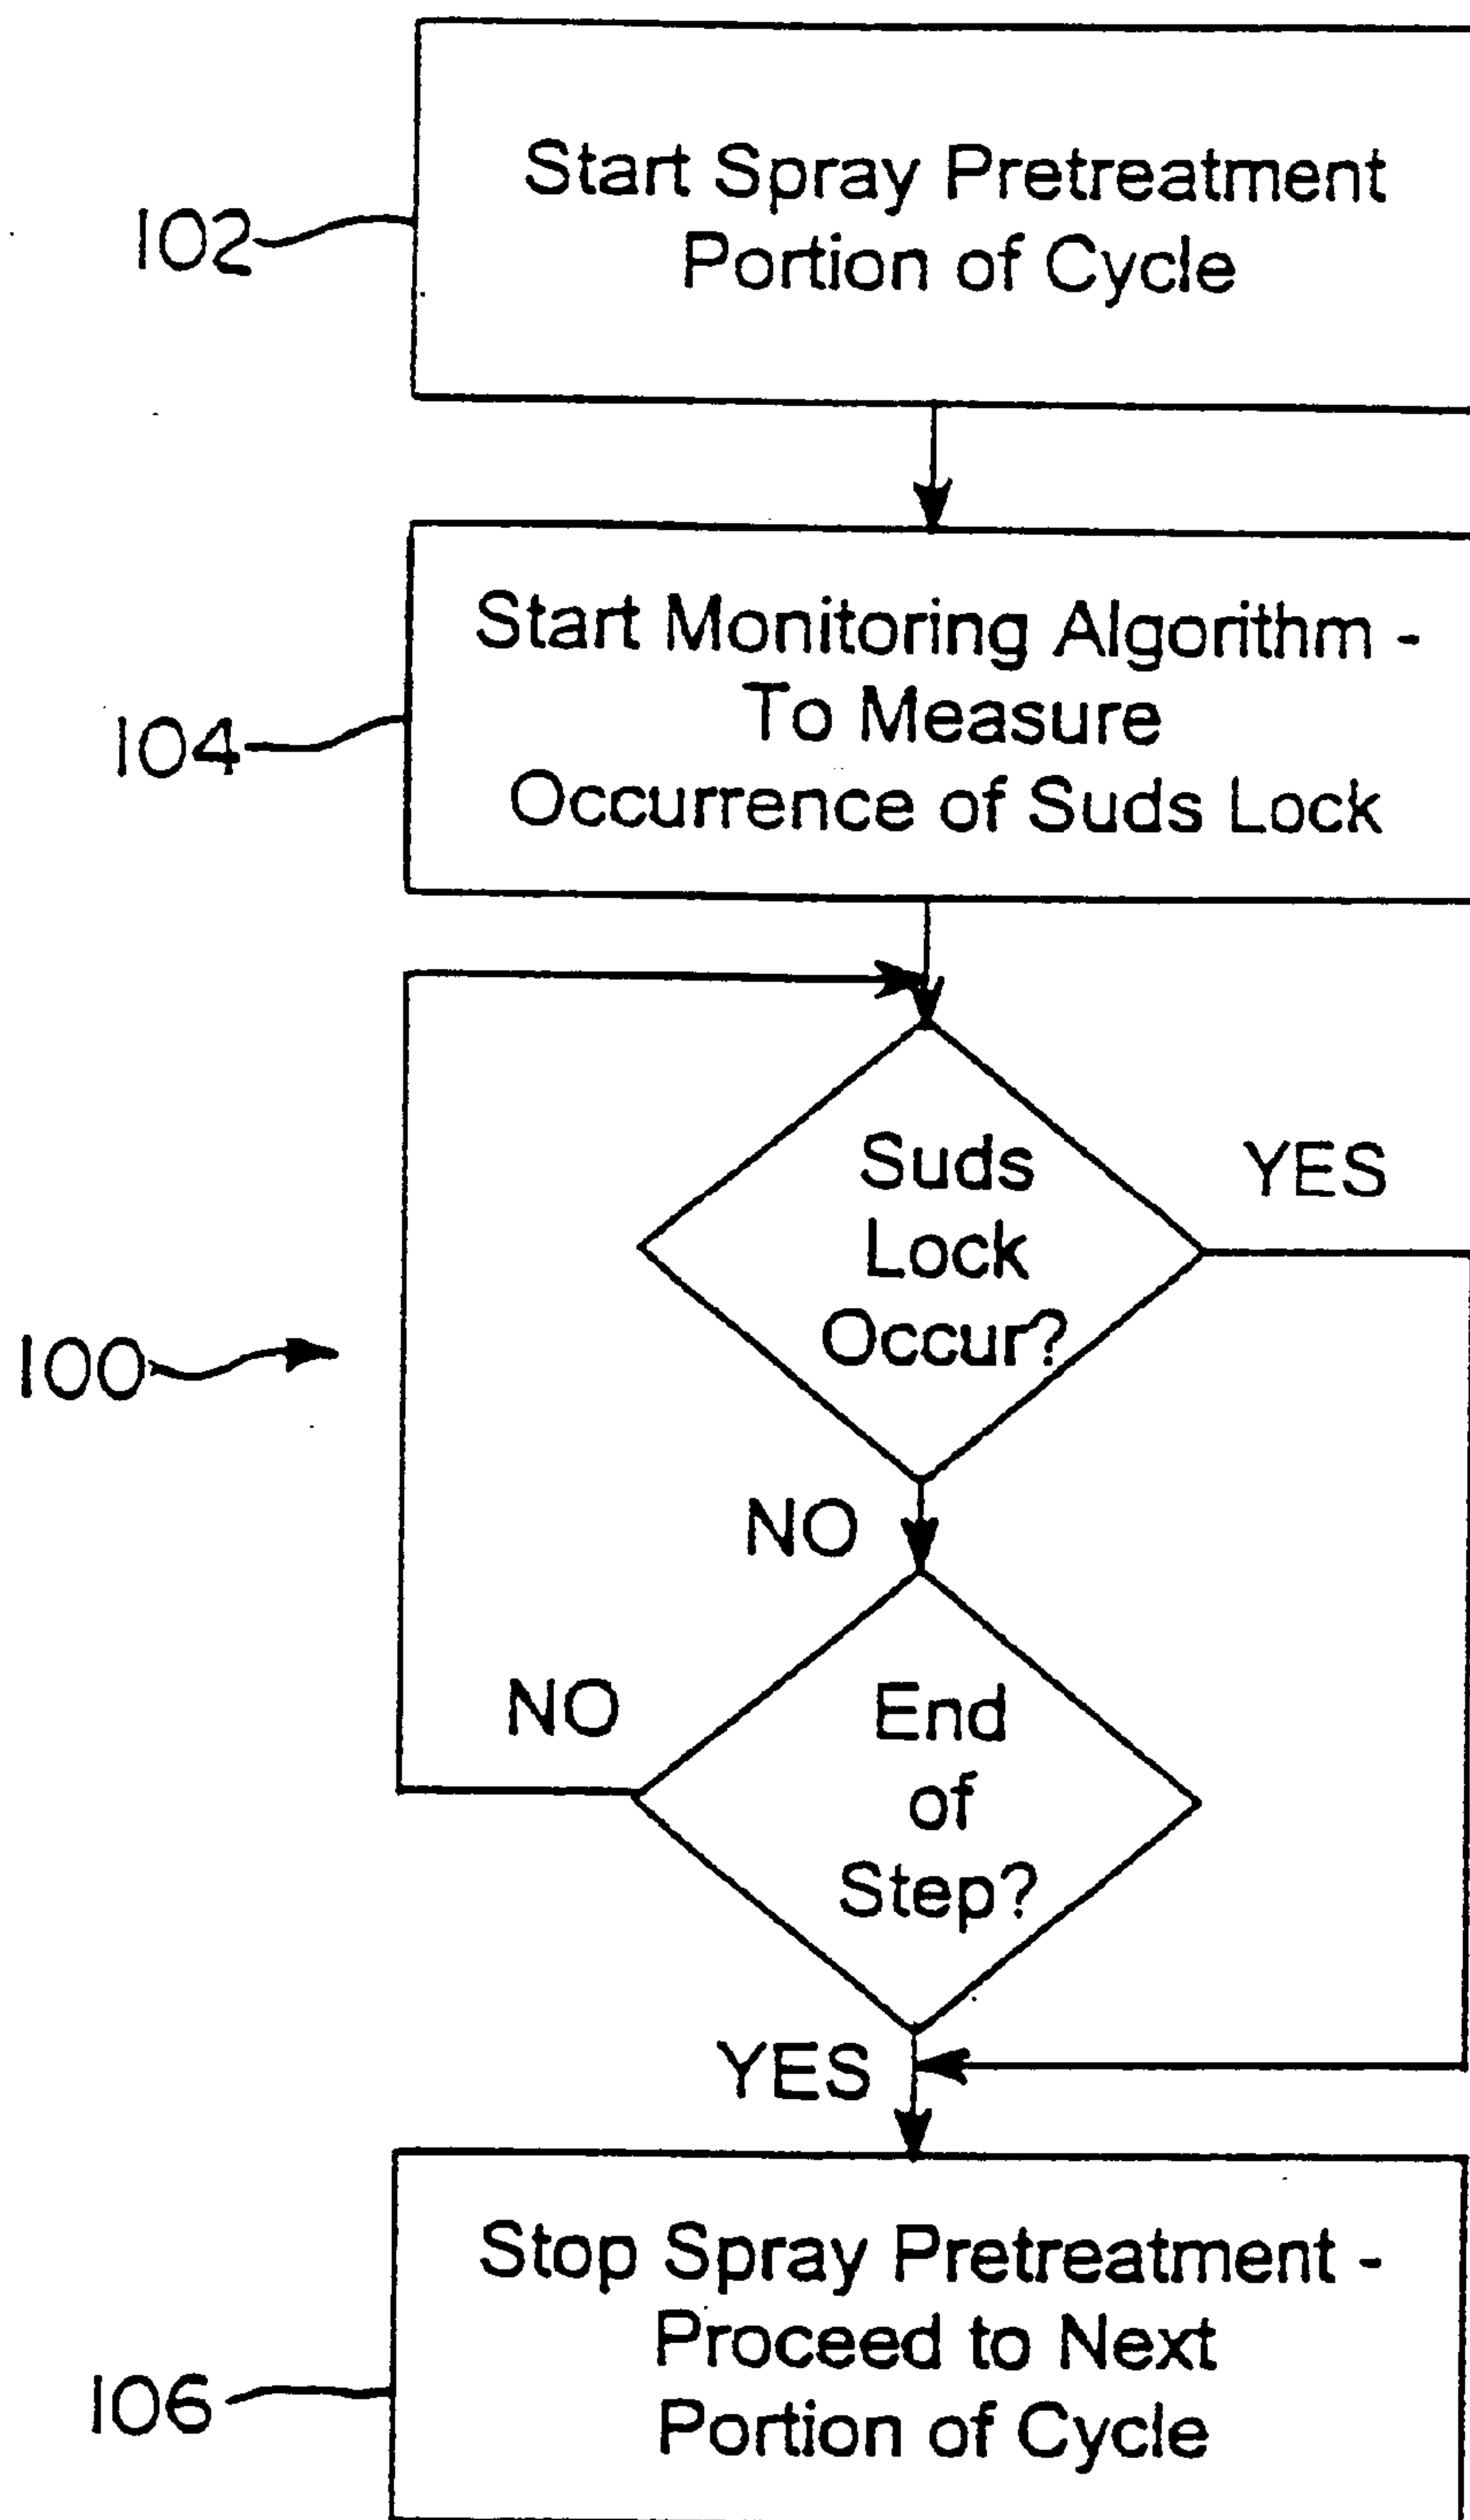 Start Spray Pretreatment
Portion of Cycle
102
Start Monitoring Algorithm -
To Measure
Occurrence of Suds Lock
104
Suds
Lock
Occur?
YES
100
NO
NO
End
of
Step?
YES
Stop Spray Pretreatment -
Proceed to Next
Portion of Cycle
106